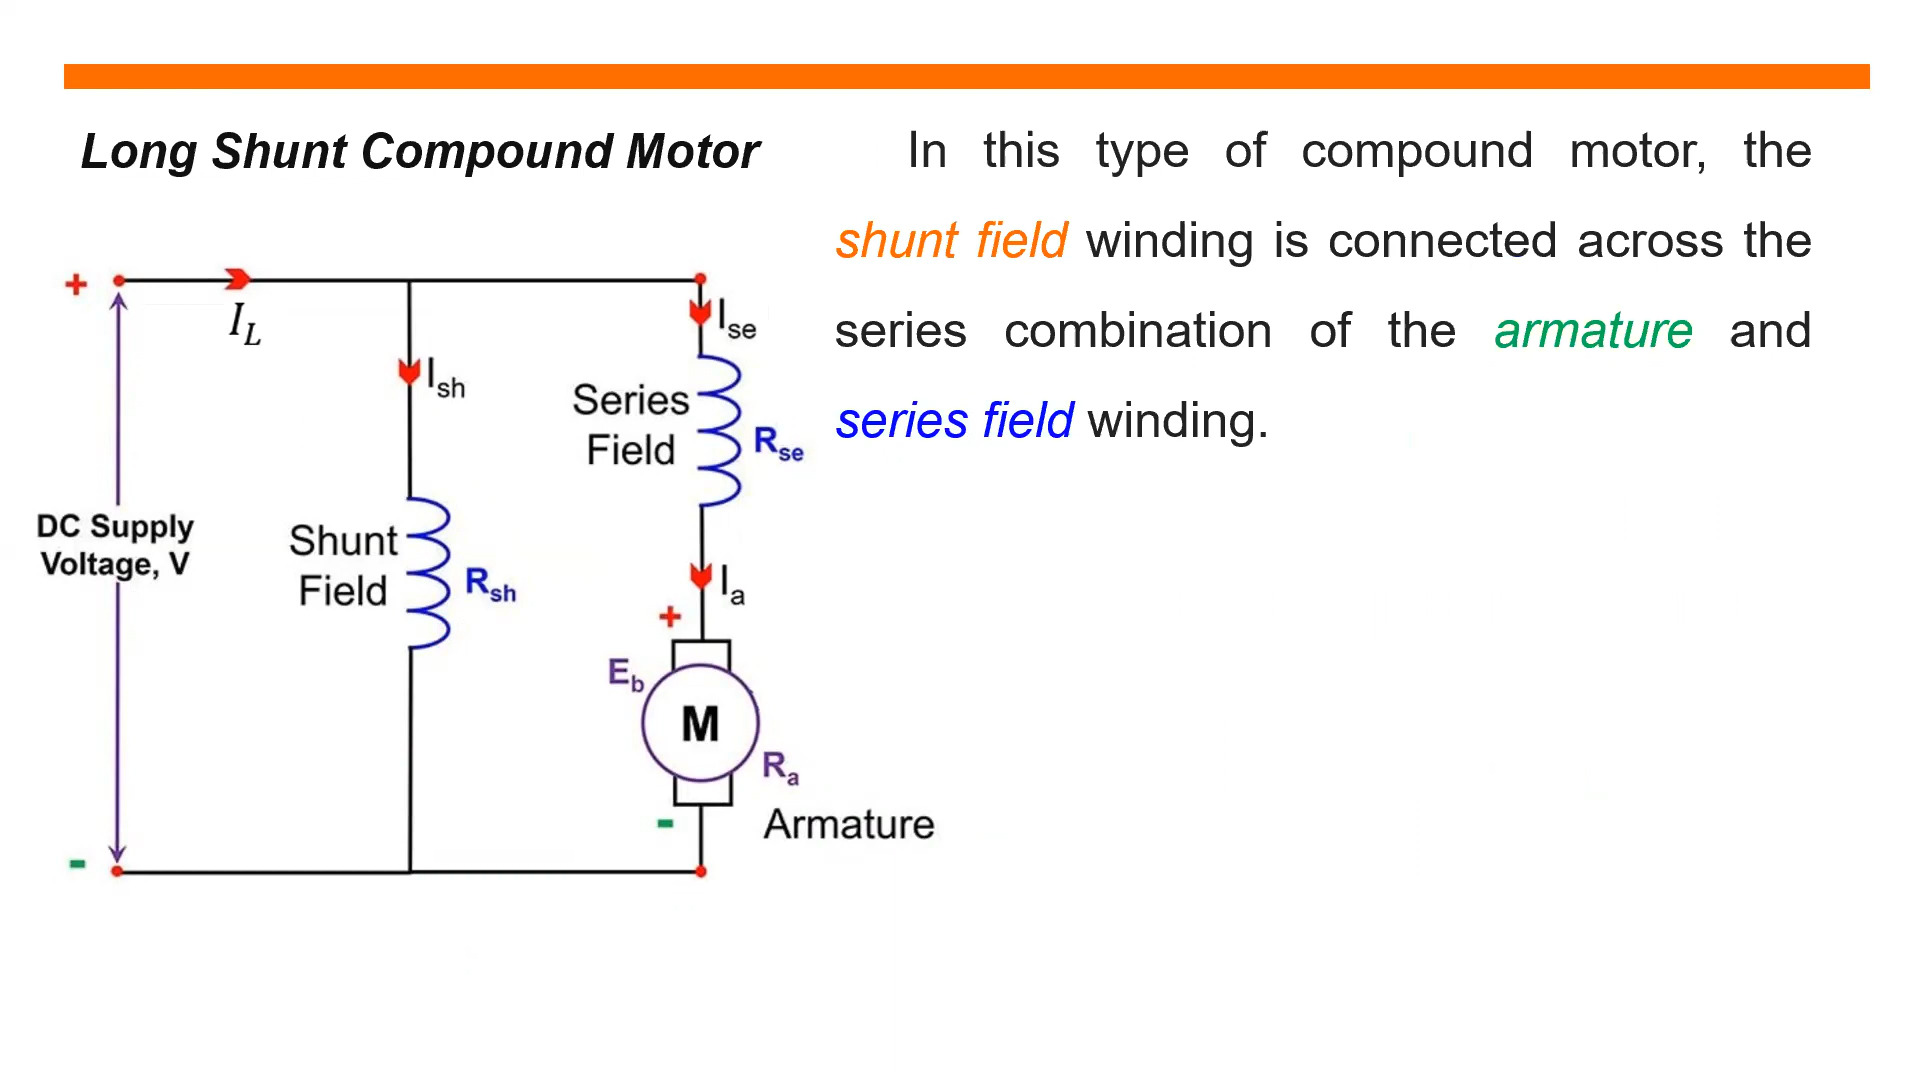 Long Shunt Compound Motor
In this type of compound motor, the
shunt field winding is connected across the
series combination of the armature and
series field winding.
+
I_L
I_se
I_sh
Series
Field
R_se
DC Supply
Voltage, V
Shunt
Field
R_sh
I_a
+
E_b
M
R_a
-
Armature
-